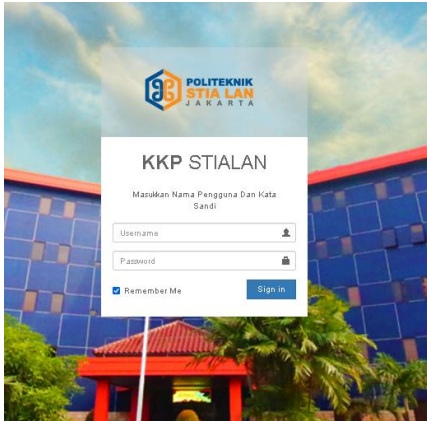 POLITEKNIK
STIA LAN
JAKARTA
KKP STIALAN
Masukkan Nama Pengguna Dan Kata
Sandi
Username
Password
Remember Me
Sign in